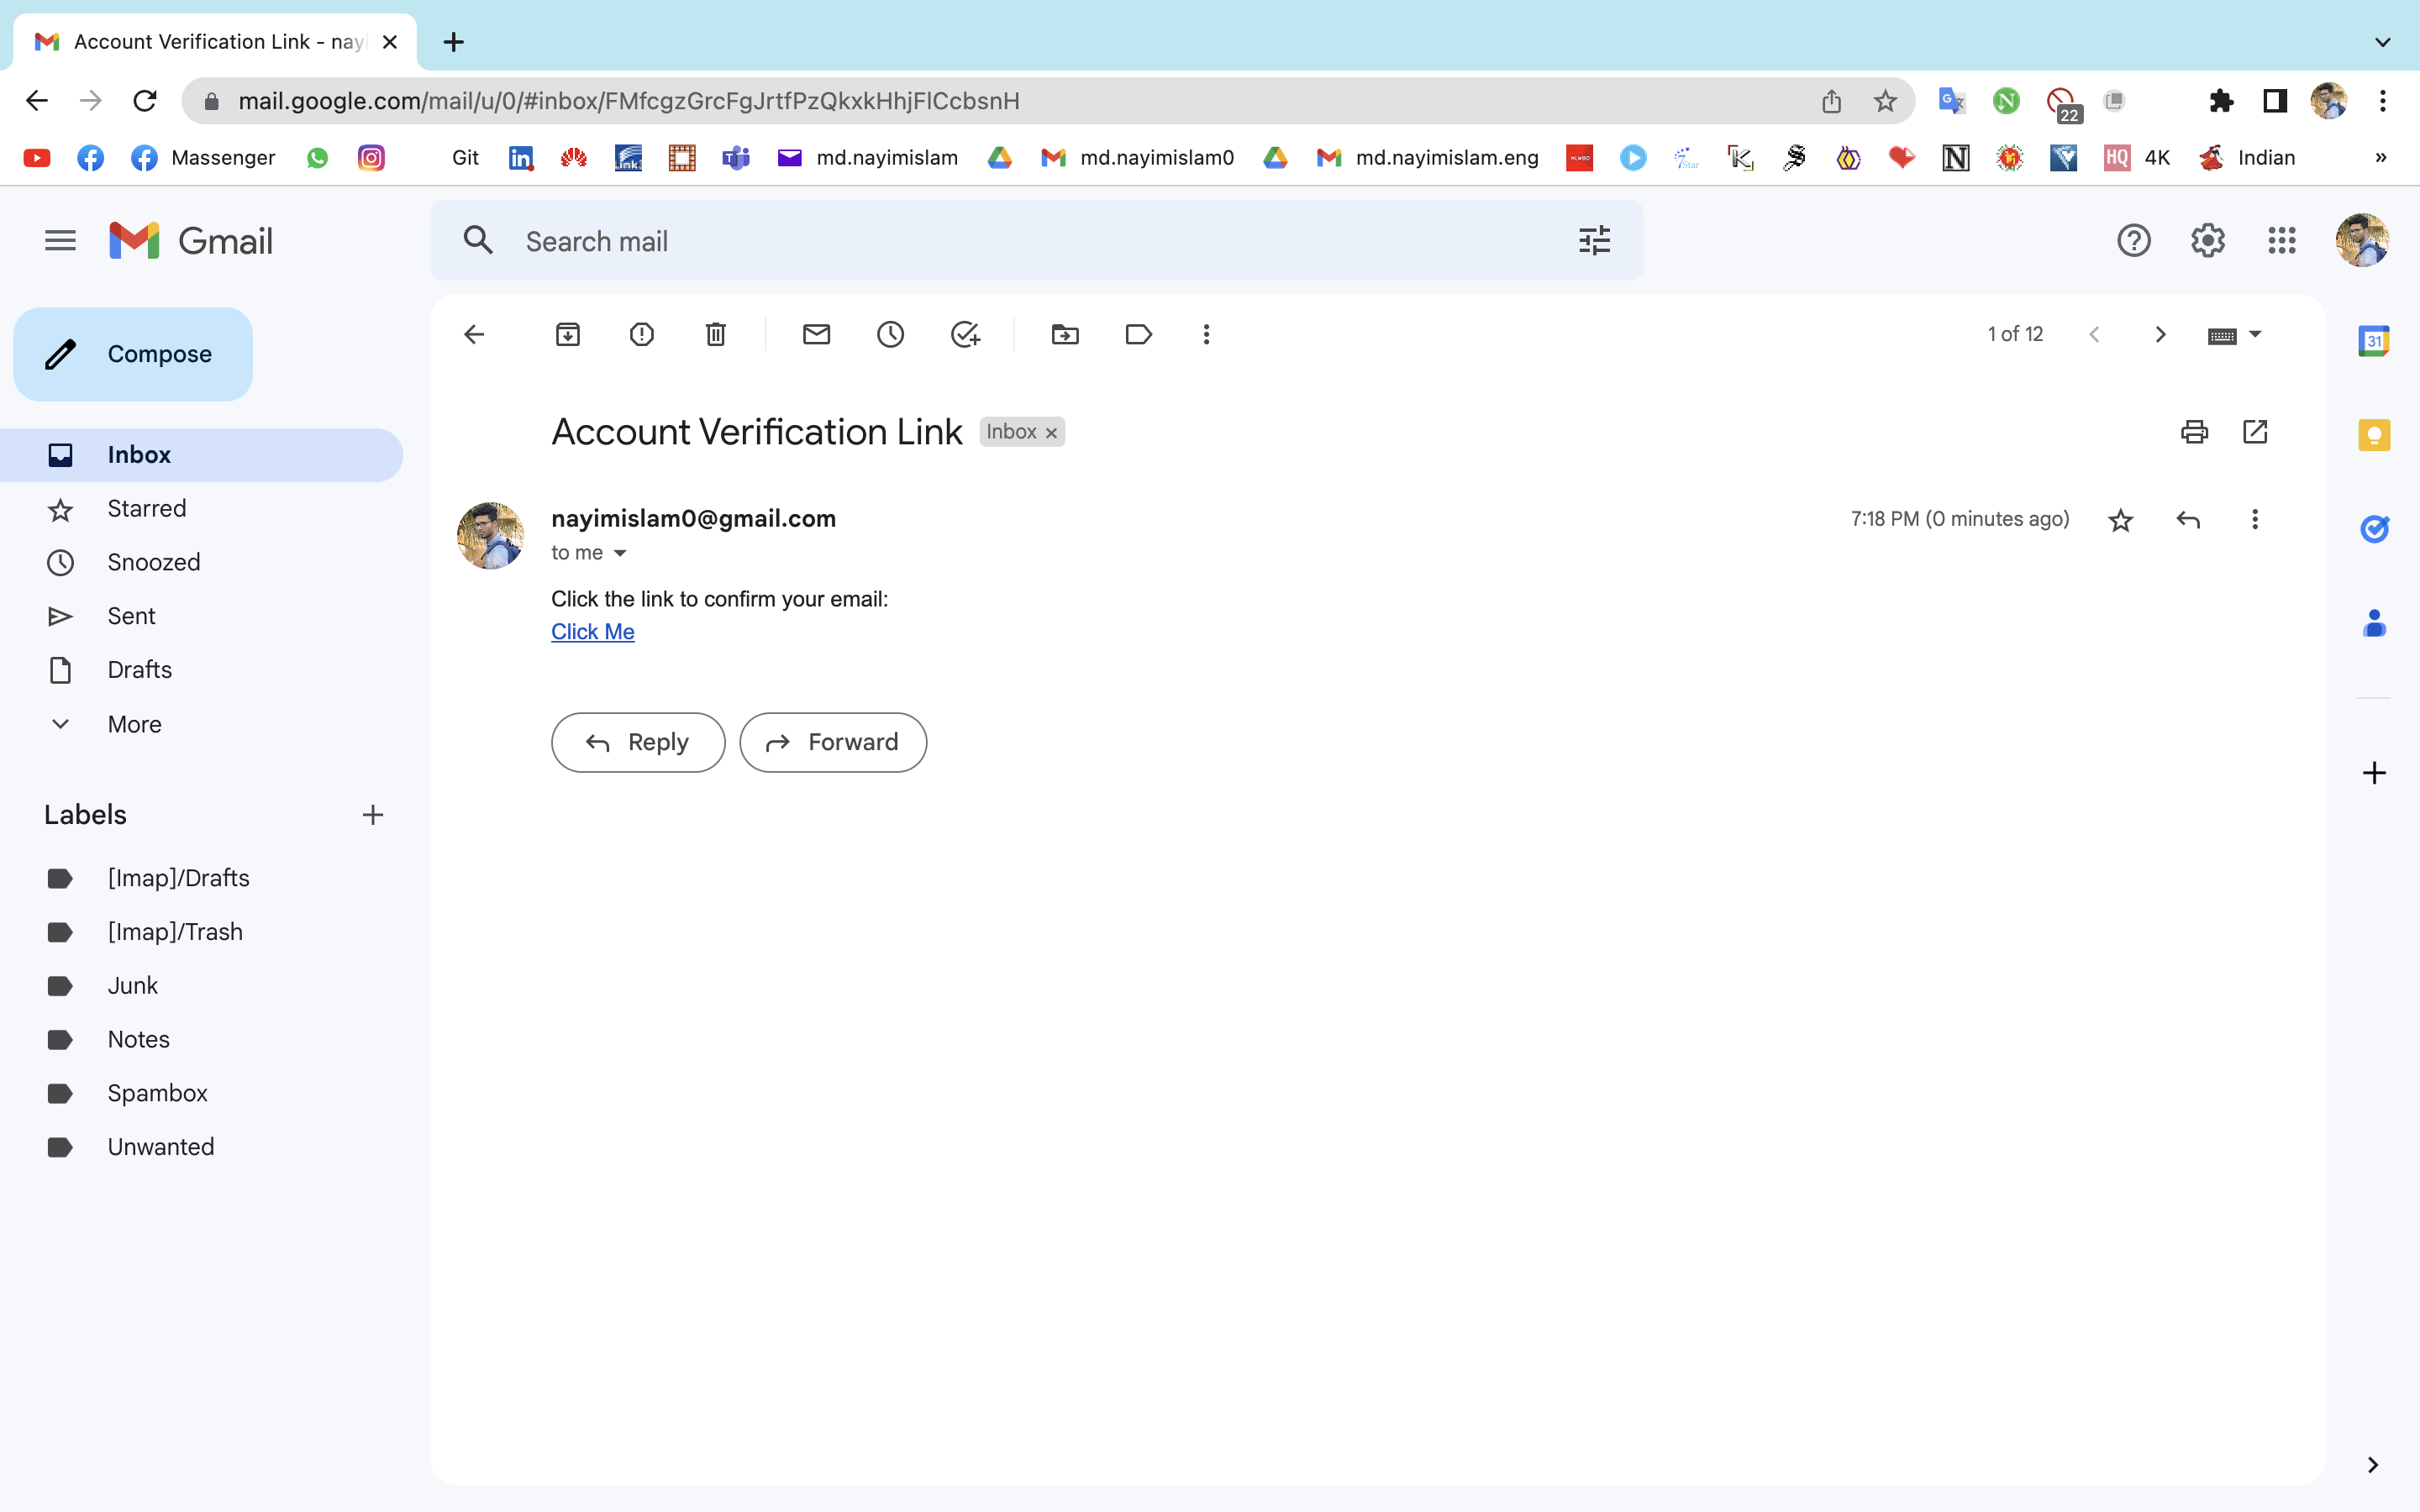 Account Verification Link - nayi
mail.google.com/mail/u/0/#inbox/FMfcgzGrcFgJrtfPzQkxkHhjFlCcbsnH
22
Massenger
Git
md.nayimislam
md.nayimislam0
md.nayimislam.eng
HQ
4K
Indian
»
Gmail
Search mail
Compose
1 of 12
31
Account Verification Link
Inbox ×
Inbox
Starred
Snoozed
Sent
Drafts
More
nayimislam0@gmail.com
7:18 PM (0 minutes ago)
to me
Click the link to confirm your email:
Click Me
Reply
Forward
Labels
[Imap]/Drafts
[Imap]/Trash
Junk
Notes
Spambox
Unwanted